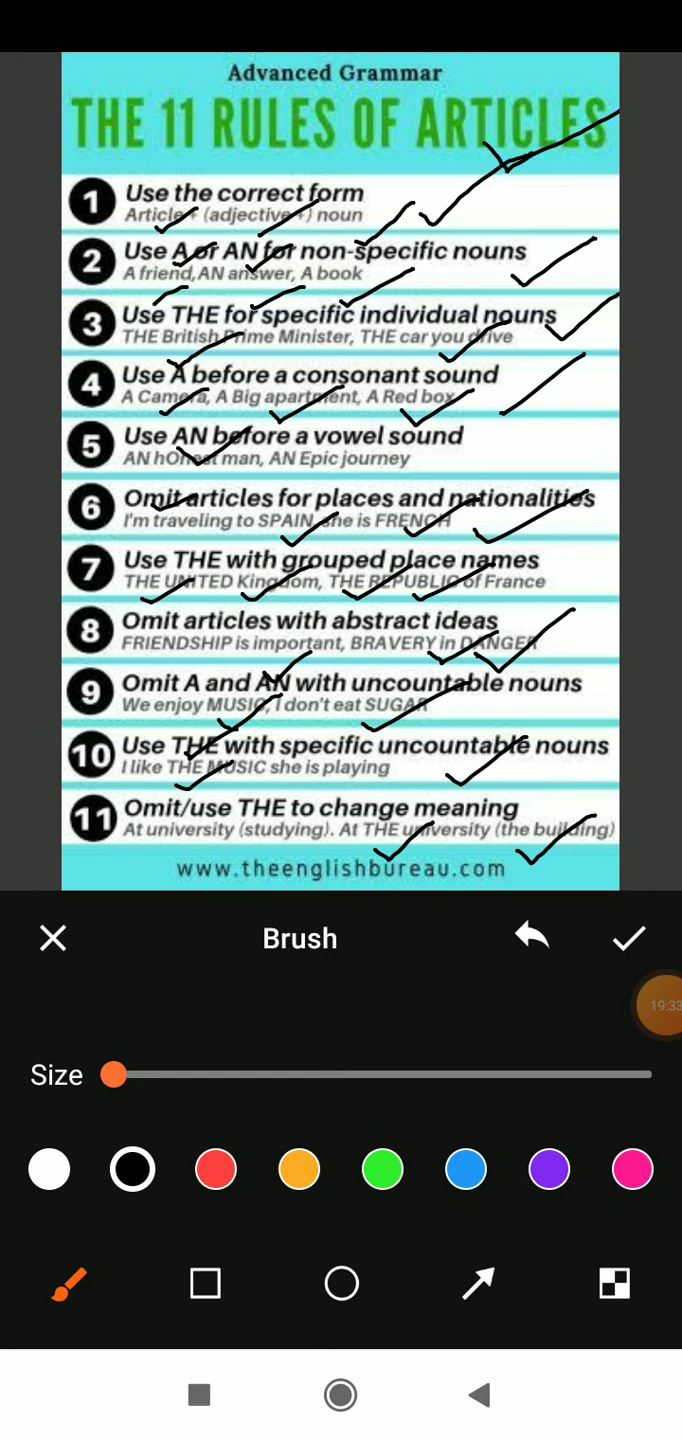 Advanced Grammar
THE 11 RULES OF ARTICLES
1 Use the correct form
Article + (adjective +) noun
2 Use A or AN for non-specific nouns
A friend, AN answer, A book
3 Use THE for specific individual nouns
THE British Prime Minister, THE car you drive
4 Use A before a consonant sound
A Camera, A Big apartment, A Red box
5 Use AN before a vowel sound
AN hOnest man, AN Epic journey
6 Omit articles for places and nationalities
I'm traveling to SPAIN, she is FRENCH
7 Use THE with grouped place names
THE UNITED Kingdom, THE REPUBLIC of France
8 Omit articles with abstract ideas
FRIENDSHIP is important, BRAVERY in DANGER
9 Omit A and AN with uncountable nouns
We enjoy MUSIC, I don't eat SUGAR
10 Use THE with specific uncountable nouns
I like THE MUSIC she is playing
11 Omit/use THE to change meaning
At university (studying). At THE university (the building)
www.theenglishbureau.com
Brush
19:33
Size